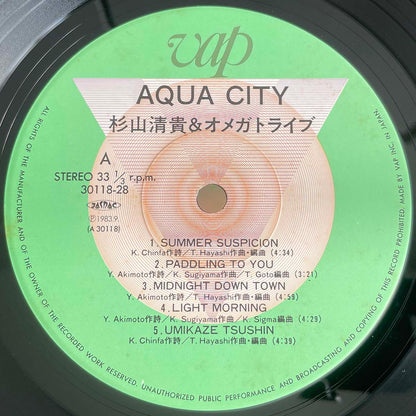 vap
AQUA CITY
杉山清貴&オメガトライブ
A
STEREO 33 1/3 r.p.m.
30118-28
JASRAC
Ⓟ1983.9.
(A 30118)
1. SUMMER SUSPICION
K. Chinfa作詩/T. Hayashi作曲・編曲 (4:34)
2. PADDLING TO YOU
Y. Akimoto作詩/K. Sugiyama作曲/T. Goto編曲 (3:21)
3. MIDNIGHT DOWN TOWN
Y. Akimoto作詩/T. Hayashi作曲・編曲 (4:59)
4. LIGHT MORNING
Y. Akimoto作詩/K. Sugiyama作曲/K. Sigma編曲 (4:29)
5. UMIKAZE TSUSHIN
K. Chinfa作詩/T. Hayashi作曲・編曲 (4:39)
ALL RIGHTS OF THE MANUFACTURER AND OF THE OWNER OF THE RECORDED WORK RESERVED. UNAUTHORIZED PUBLIC PERFORMANCE AND BROADCASTING AND COPYING OF THIS RECORD PROHIBITED. MADE BY VAP INC. IN JAPAN.